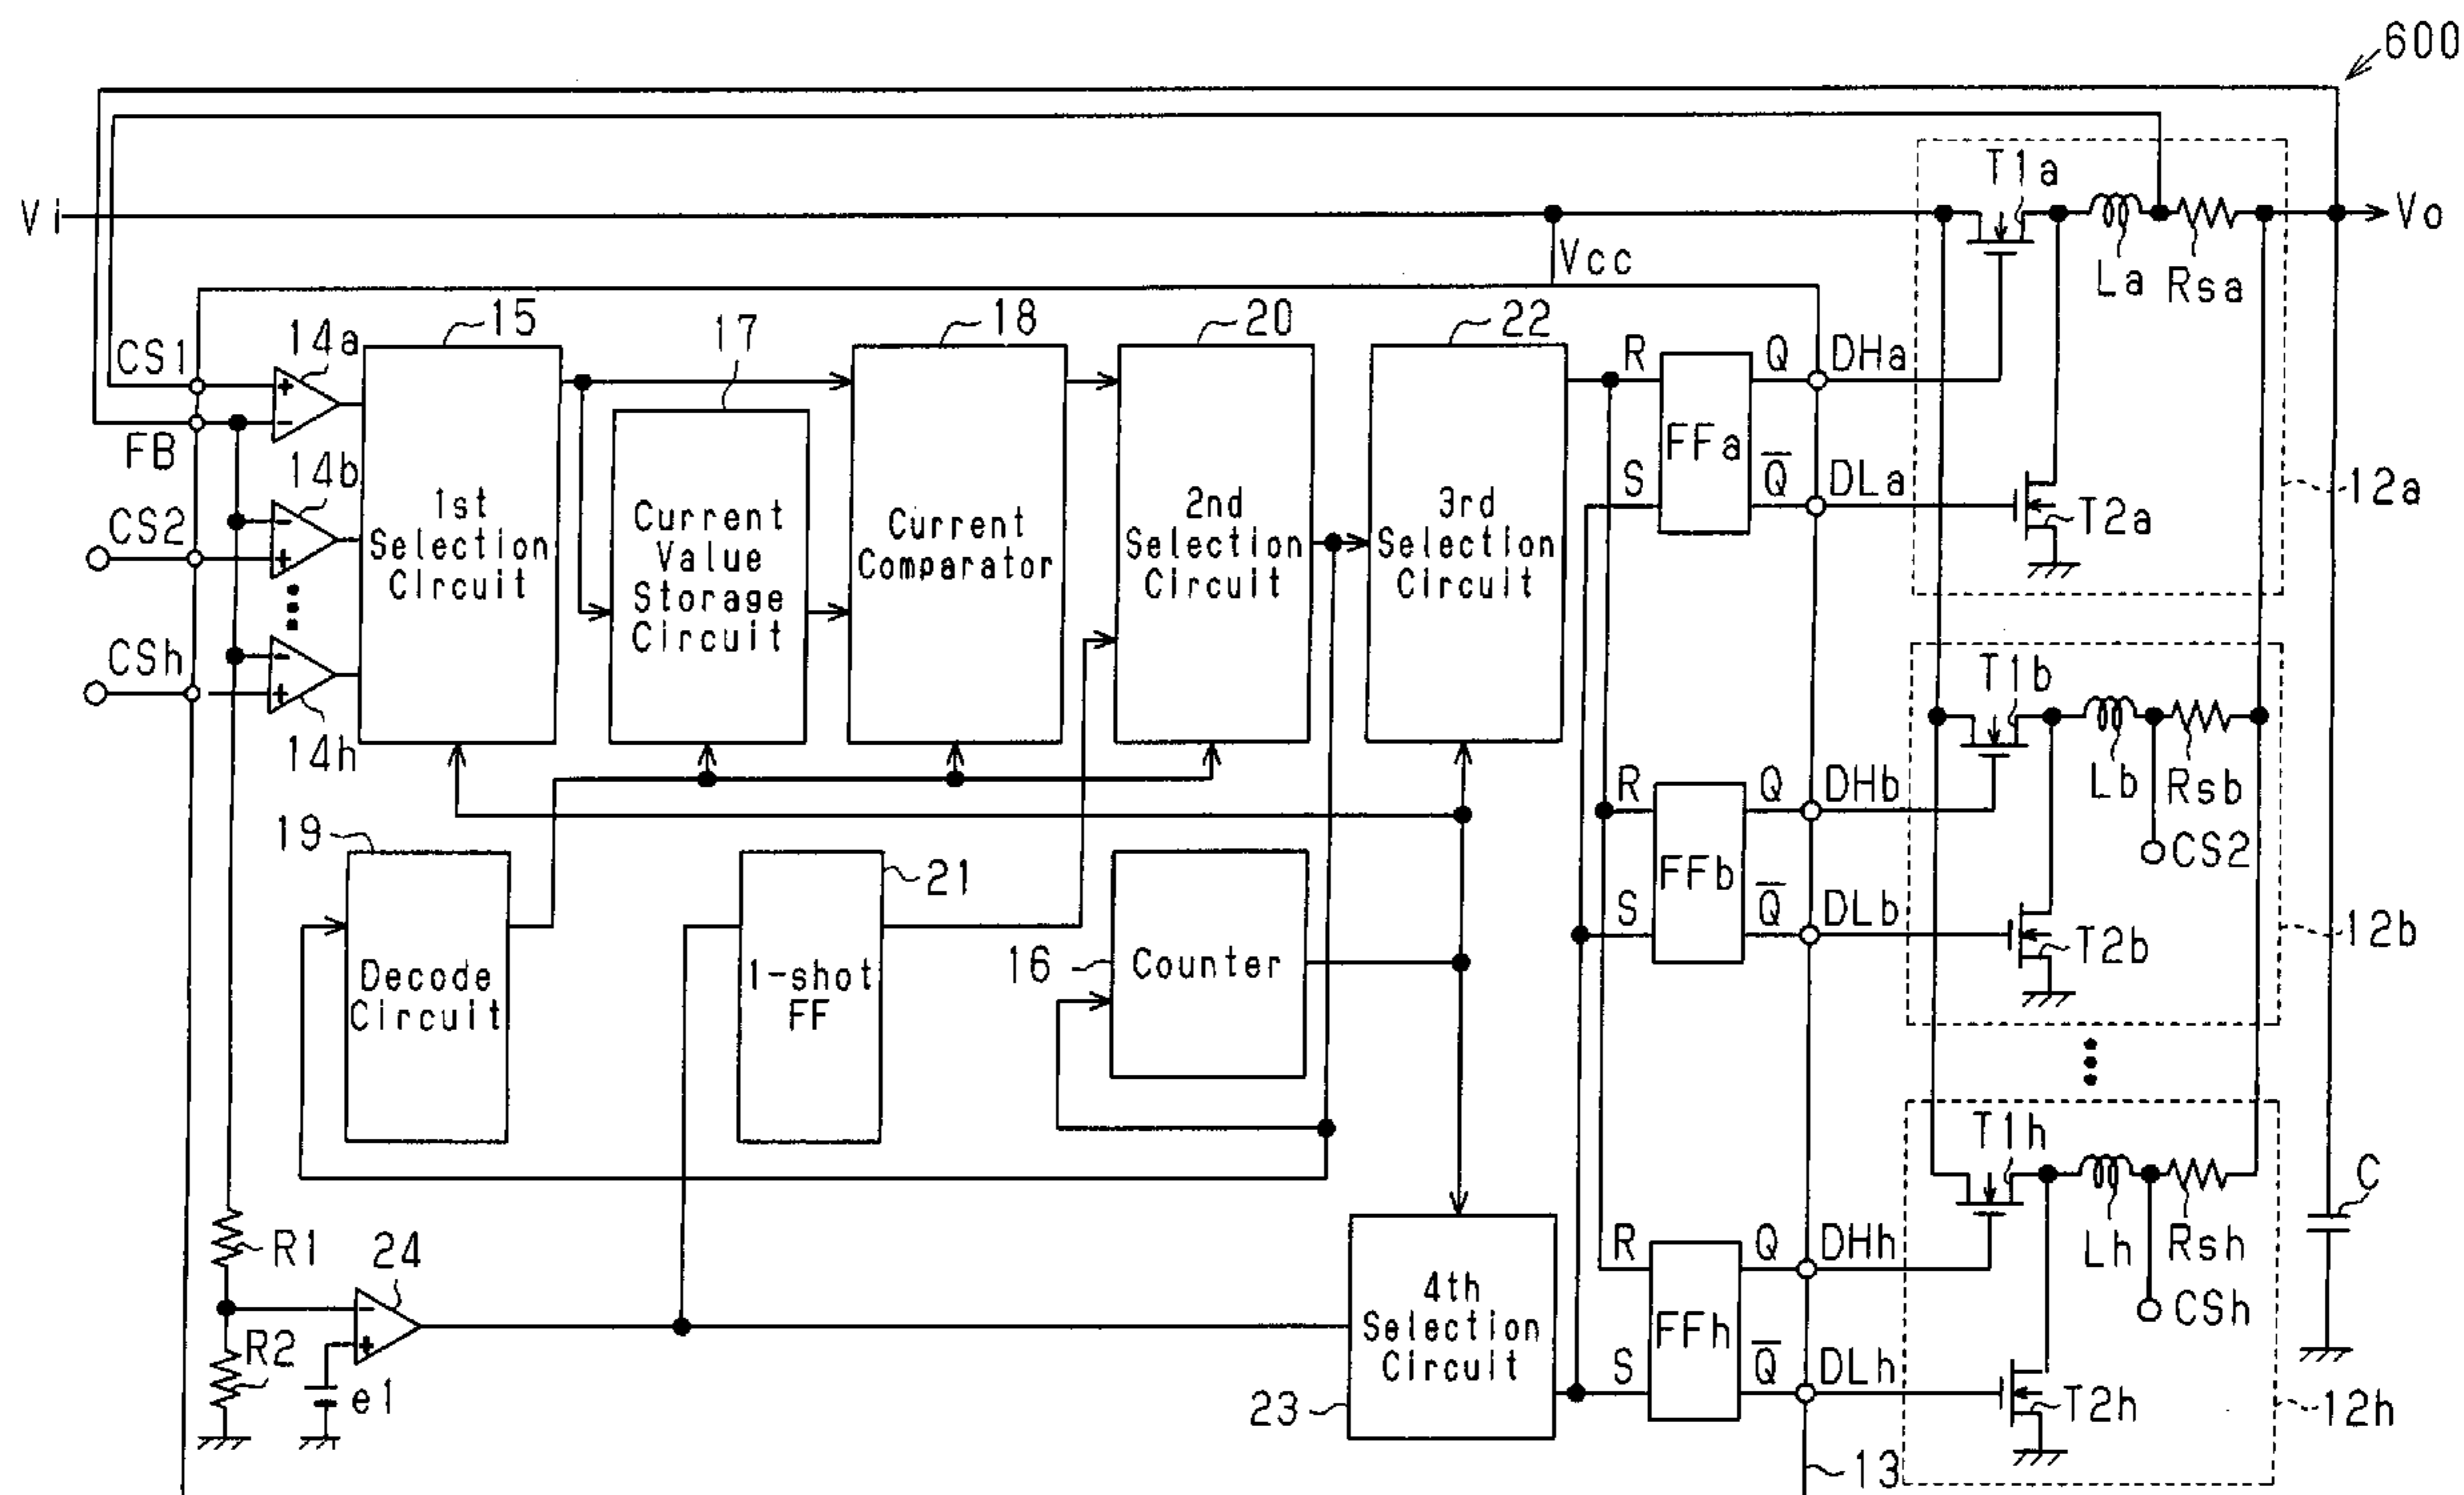 600
Vi
Vcc
T1a
La
Rsa
Vo
CS1
14a
15
17
18
20
22
R
Q
DHa
FB
14b
1st
Selection
Circuit
Current
Value
Storage
Circuit
Current
Comparator
2nd
Selection
Circuit
3rd
Selection
Circuit
FFa
S
Q̅
DLa
T2a
12a
CS2
CSh
14h
T1b
R
Q
DHb
Lb
Rsb
CS2
19
21
FFb
S
Q̅
DLb
T2b
12b
Decode
Circuit
1-shot
FF
16
Counter
T1h
R1
24
R2
e1
4th
Selection
Circuit
23
R
Q
DHh
Lh
Rsh
C
CSh
FFh
S
Q̅
DLh
T2h
12h
13